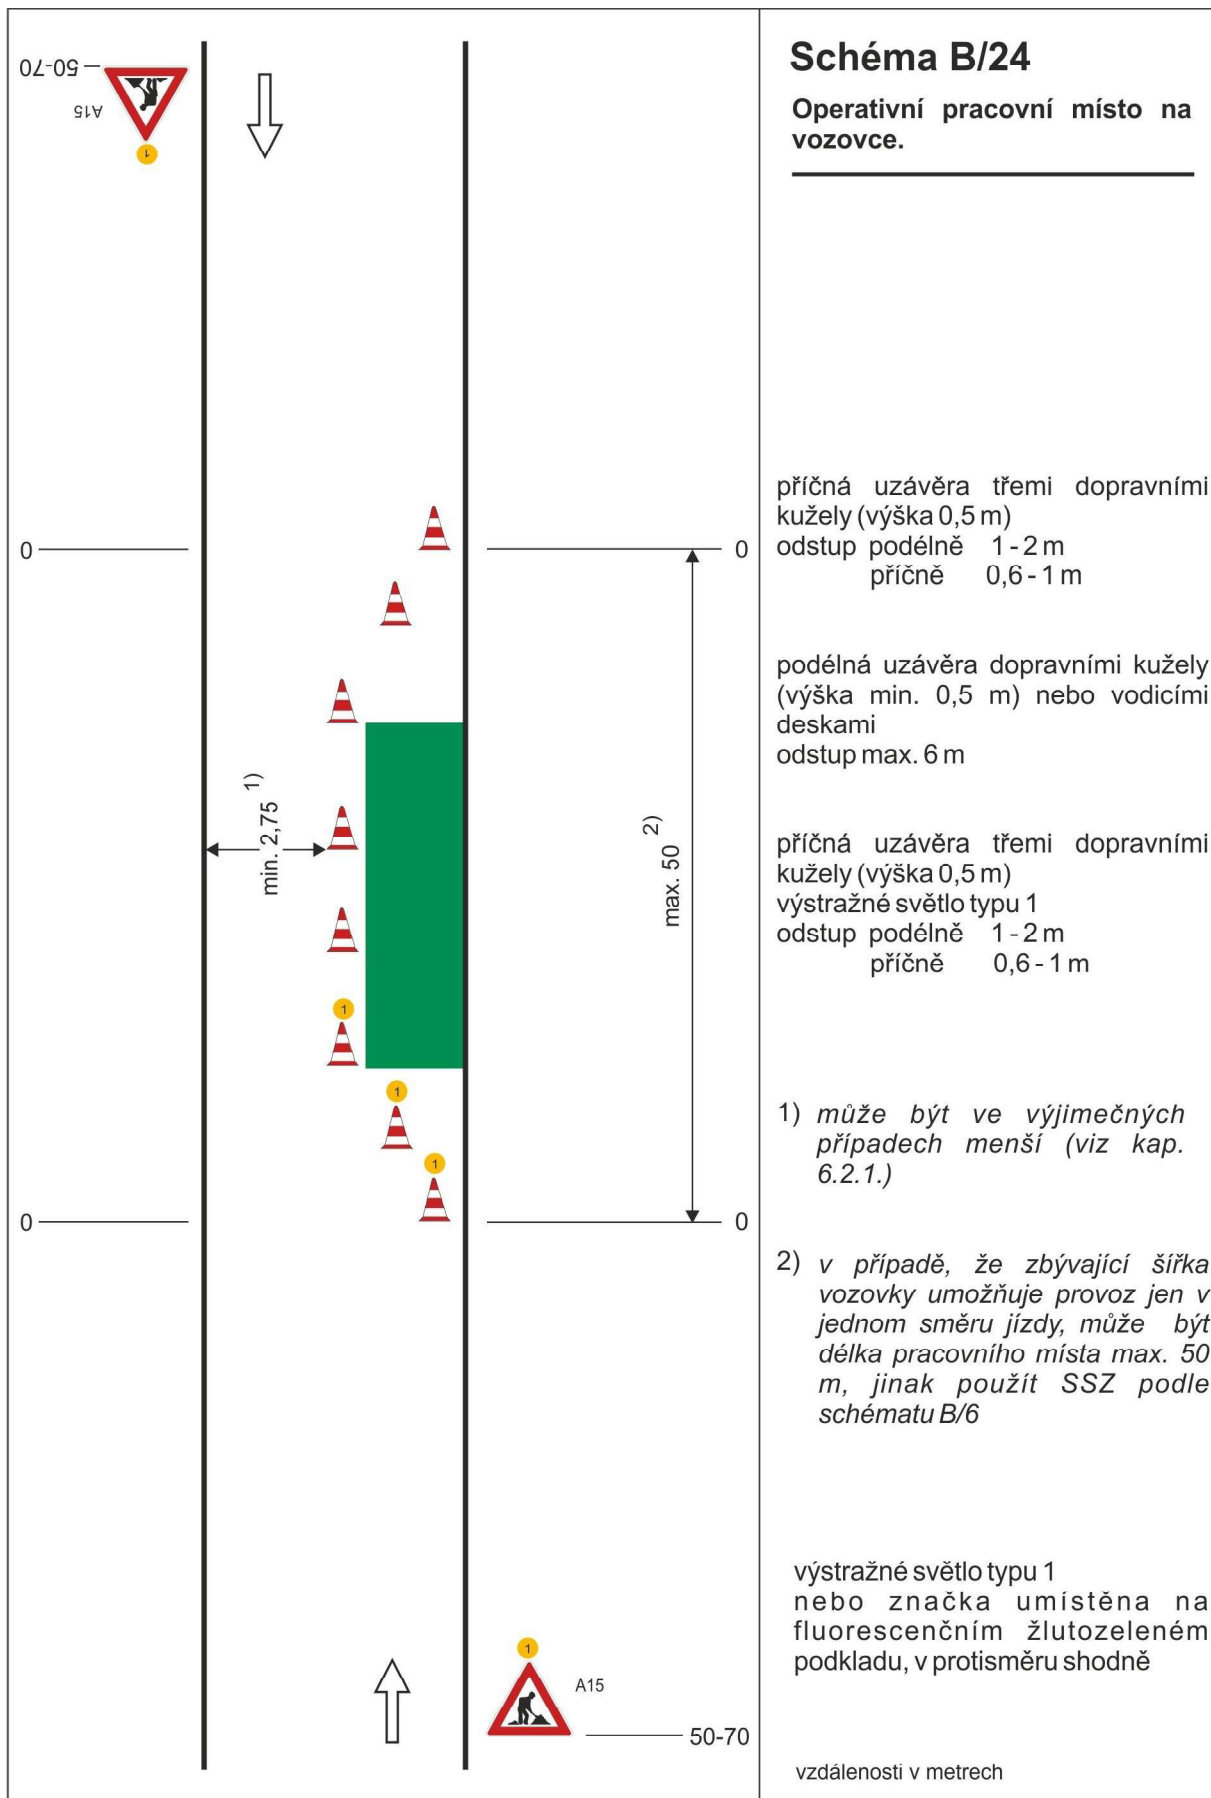 Schéma B/24
Operativní pracovní místo na
vozovce.
50-70
A15
1
0
0
příčná uzávěra třemi dopravními
kužely (výška 0,5 m)
odstup podélně 1 - 2 m
příčně 0,6 - 1 m
podélná uzávěra dopravními kužely
(výška min. 0,5 m) nebo vodicími
deskami
odstup max. 6 m
min. 2,75 1)
max. 50 2)
příčná uzávěra třemi dopravními
kužely (výška 0,5 m)
výstražné světlo typu 1
odstup podélně 1 - 2 m
příčně 0,6 - 1 m
1
1
1
0
0
1) může být ve výjimečných
případech menší (viz kap.
6.2.1.)
2) v případě, že zbývající šířka
vozovky umožňuje provoz jen v
jednom směru jízdy, může být
délka pracovního místa max. 50
m, jinak použít SSZ podle
schématu B/6
výstražné světlo typu 1
nebo značka umístěna na
fluorescenčním žlutozeleném
podkladu, v protisměru shodně
1
A15
50-70
vzdálenosti v metrech